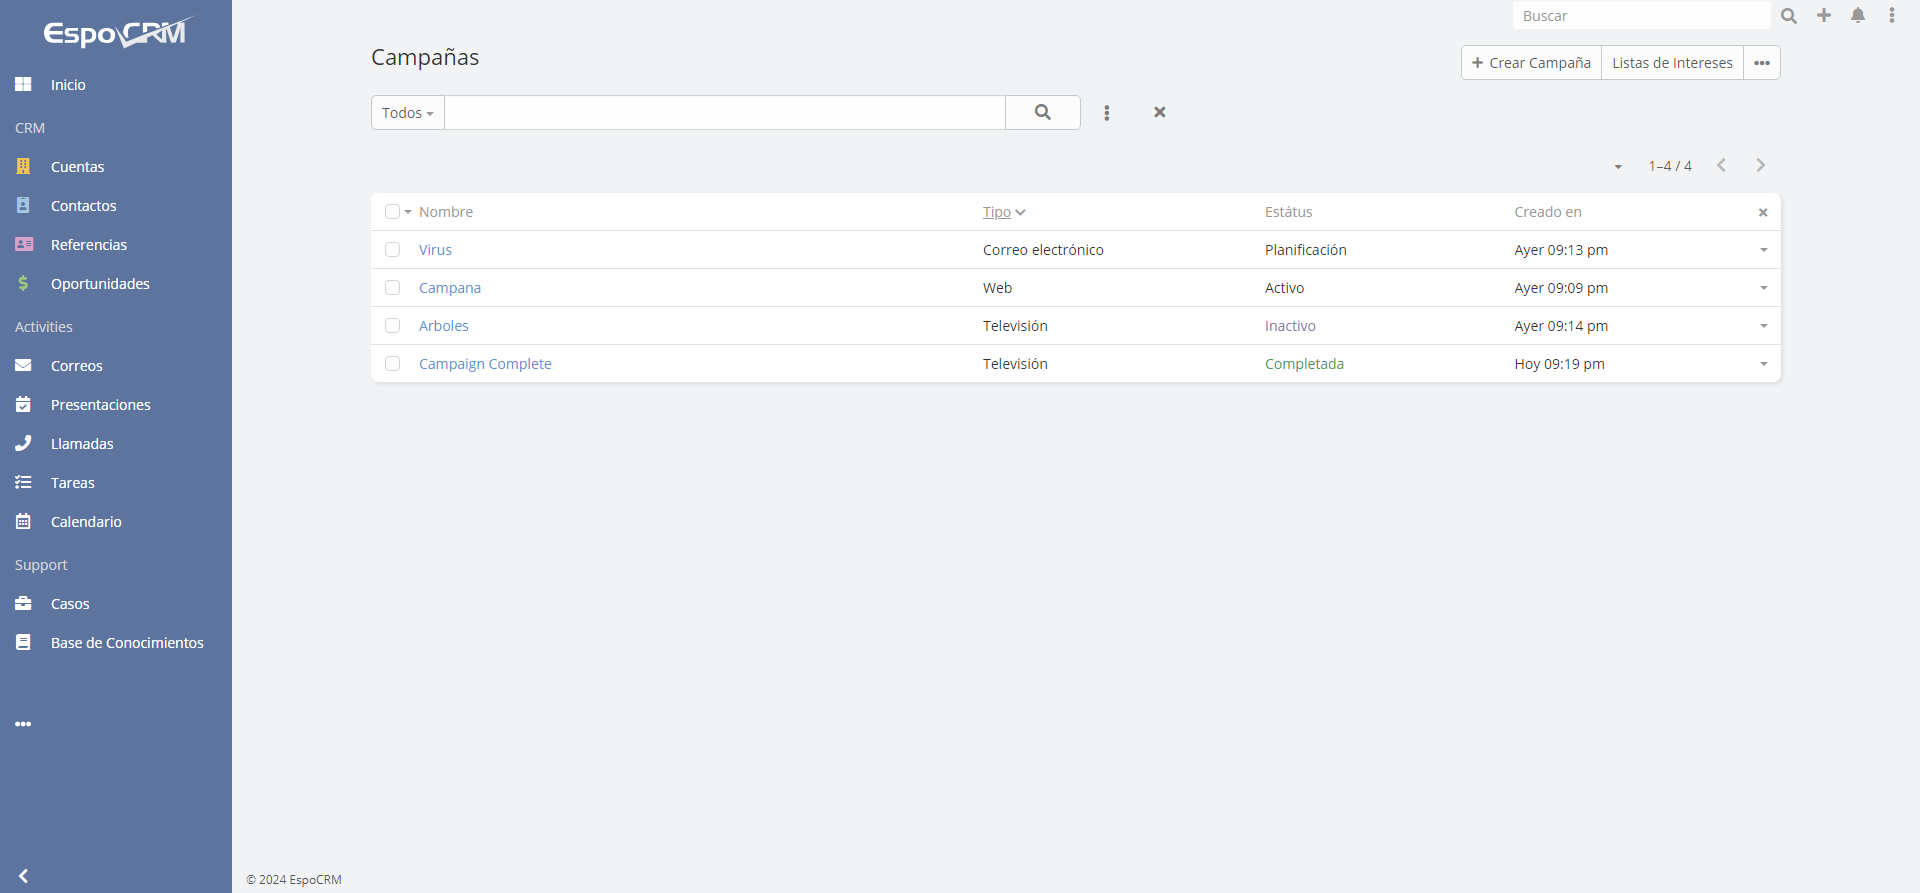 EspoCRM
Buscar
Inicio
CRM
Cuentas
Contactos
Referencias
Oportunidades
Activities
Correos
Presentaciones
Llamadas
Tareas
Calendario
Support
Casos
Base de Conocimientos
Campañas
Crear Campaña Listas de Intereses
Todos
1–4 / 4
Nombre Tipo Estátus Creado en
Virus Correo electrónico Planificación Ayer 09:13 pm
Campana Web Activo Ayer 09:09 pm
Arboles Televisión Inactivo Ayer 09:14 pm
Campaign Complete Televisión Completada Hoy 09:19 pm
© 2024 EspoCRM